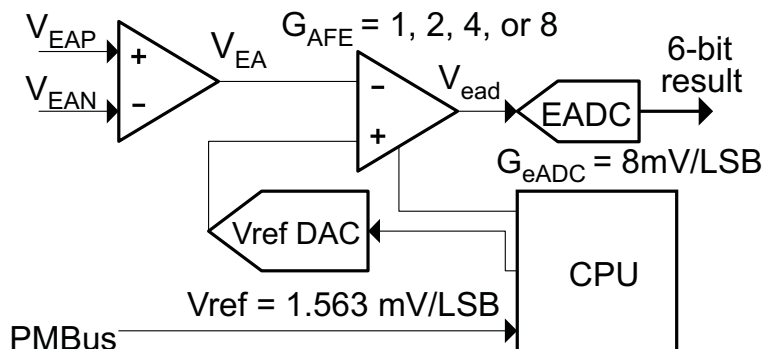 V_EAP
V_EAN
+
−
V_EA
G_AFE = 1, 2, 4, or 8
−
+
V_ead
EADC
6-bit
result
G_eADC = 8mV/LSB
Vref DAC
CPU
Vref = 1.563 mV/LSB
PMBus